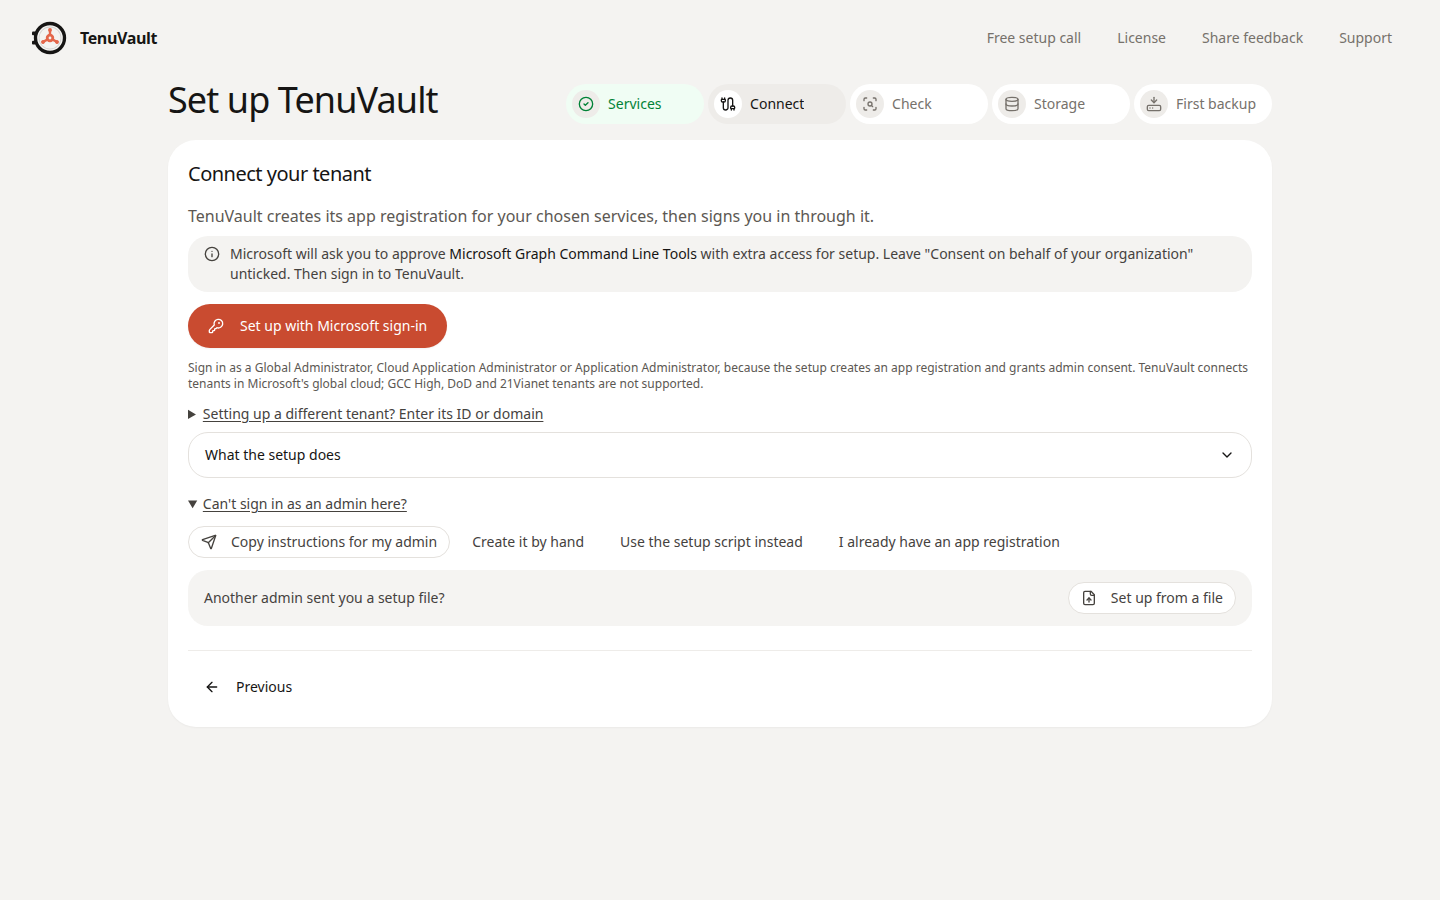 TenuVault
Free setup call
License
Share feedback
Support
Set up TenuVault
Services
Connect
Check
Storage
First backup
Connect your tenant
TenuVault creates its app registration for your chosen services, then signs you in through it.
Microsoft will ask you to approve Microsoft Graph Command Line Tools with extra access for setup. Leave "Consent on behalf of your organization"
unticked. Then sign in to TenuVault.
Set up with Microsoft sign-in
Sign in as a Global Administrator, Cloud Application Administrator or Application Administrator, because the setup creates an app registration and grants admin consent. TenuVault connects
tenants in Microsoft's global cloud; GCC High, DoD and 21Vianet tenants are not supported.
Setting up a different tenant? Enter its ID or domain
What the setup does
Can't sign in as an admin here?
Copy instructions for my admin
Create it by hand
Use the setup script instead
I already have an app registration
Another admin sent you a setup file?
Set up from a file
Previous